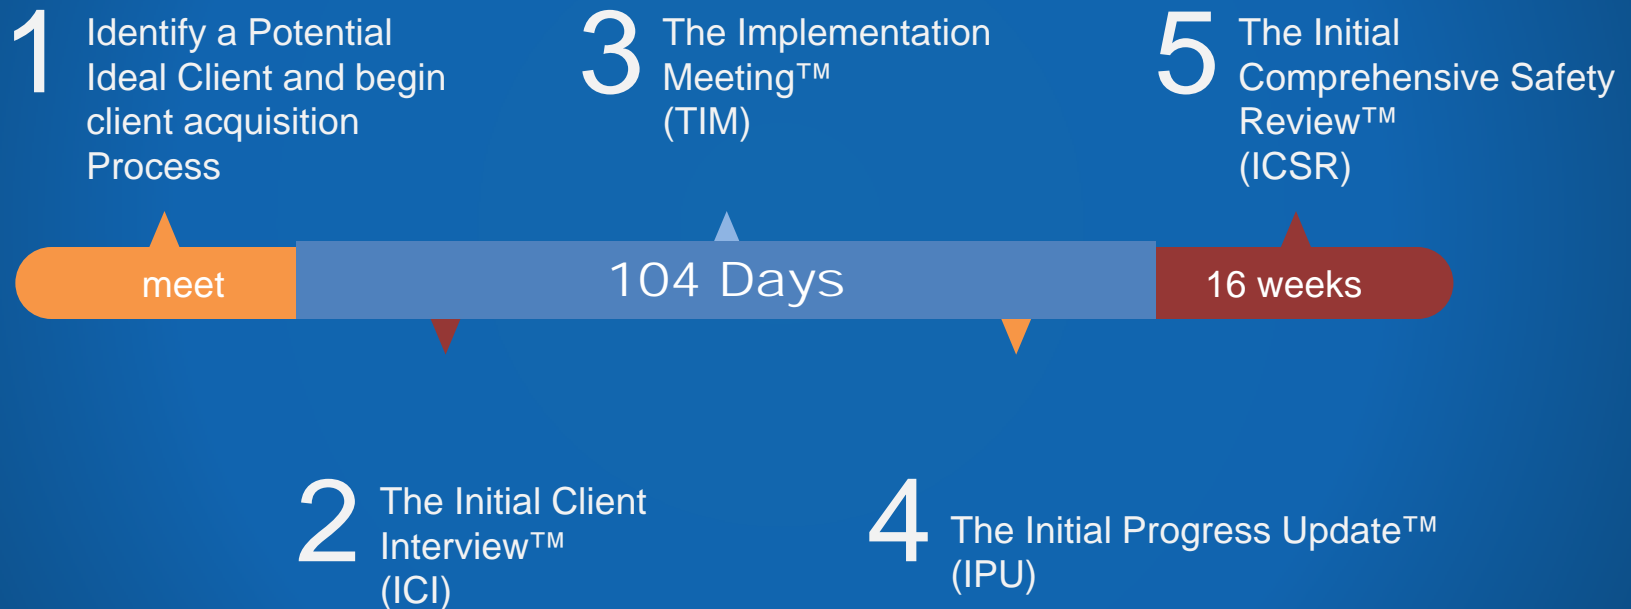 1
Identify a Potential
Ideal Client and begin
client acquisition
Process
3
The Implementation
Meeting™
(TIM)
5
The Initial
Comprehensive Safety
Review™
(ICSR)
meet
104 Days
16 weeks
2
The Initial Client
Interview™
(ICI)
4
The Initial Progress Update™
(IPU)